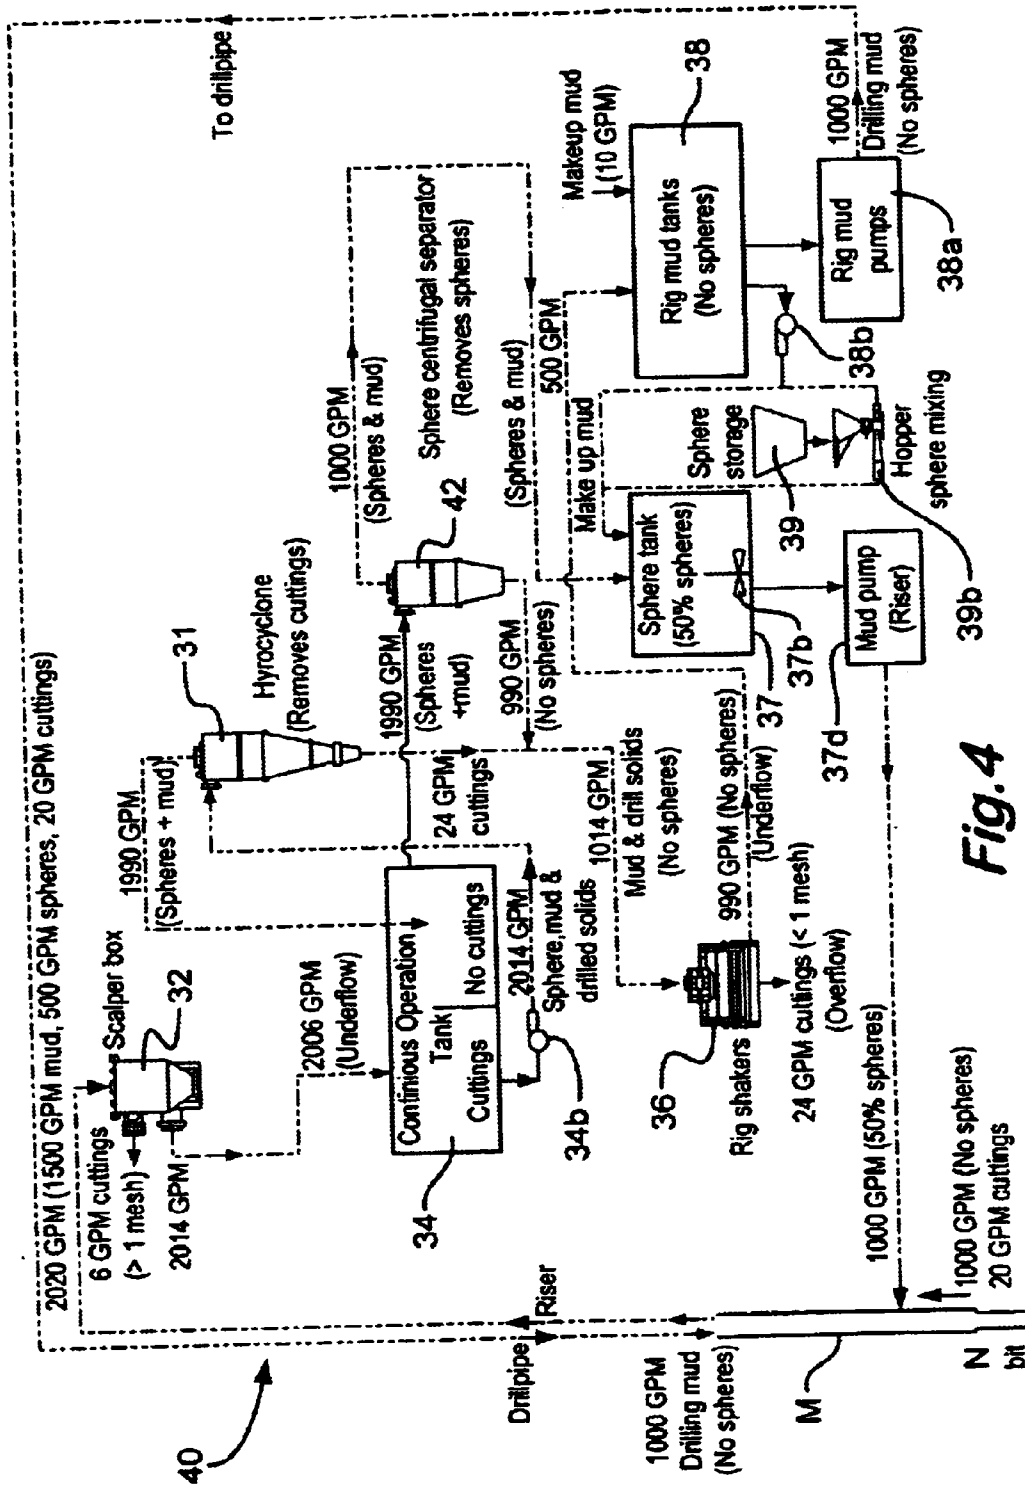 To drillpipe
2020 GPM (1500 GPM mud, 500 GPM spheres, 20 GPM cuttings)
6 GPM cuttings
(> 1 mesh)
2014 GPM
Scalper box
32
1990 GPM
(Spheres + mud)
31
Hyrocyclone
(Removes cuttings)
1000 GPM
(Spheres & mud)
42
Sphere centrifugal separator
(Removes spheres)
2006 GPM
(Underflow)
Continious Operation
Tank
Cuttings
No cuttings
34
34b
2014 GPM
Sphere, mud &
drilled solids
24 GPM
cuttings
1990 GPM
(Spheres
+mud)
990 GPM
(No spheres)
(Spheres & mud)
500 GPM
Makeup mud
(10 GPM)
38
Rig mud tanks
(No spheres)
Make up mud
Sphere tank
(50% spheres)
37
37b
Sphere
storage
39
38b
Rig mud
pumps
38a
1000 GPM
Drilling mud
(No spheres)
Hopper
sphere mixing
39b
Mud pump
(Riser)
37d
1014 GPM
Mud & drill solids
(No spheres)
36
Rig shakers
990 GPM (No spheres)
(Underflow)
24 GPM cuttings (< 1 mesh)
(Overflow)
1000 GPM (50% spheres)
40
Drillpipe
Riser
1000 GPM
Drilling mud
(No spheres)
M
N
bit
1000 GPM (No spheres)
20 GPM cuttings
Fig.4